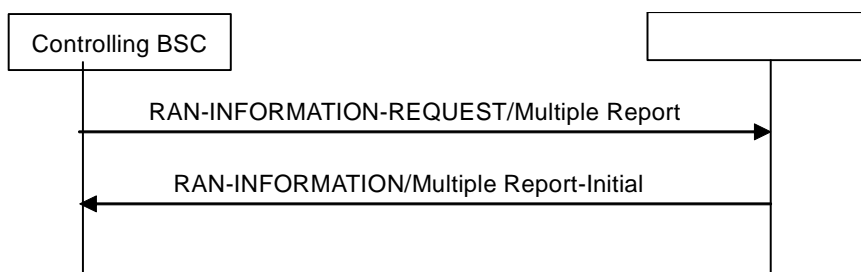 Controlling BSC
RAN-INFORMATION-REQUEST/Multiple Report
RAN-INFORMATION/Multiple Report-Initial